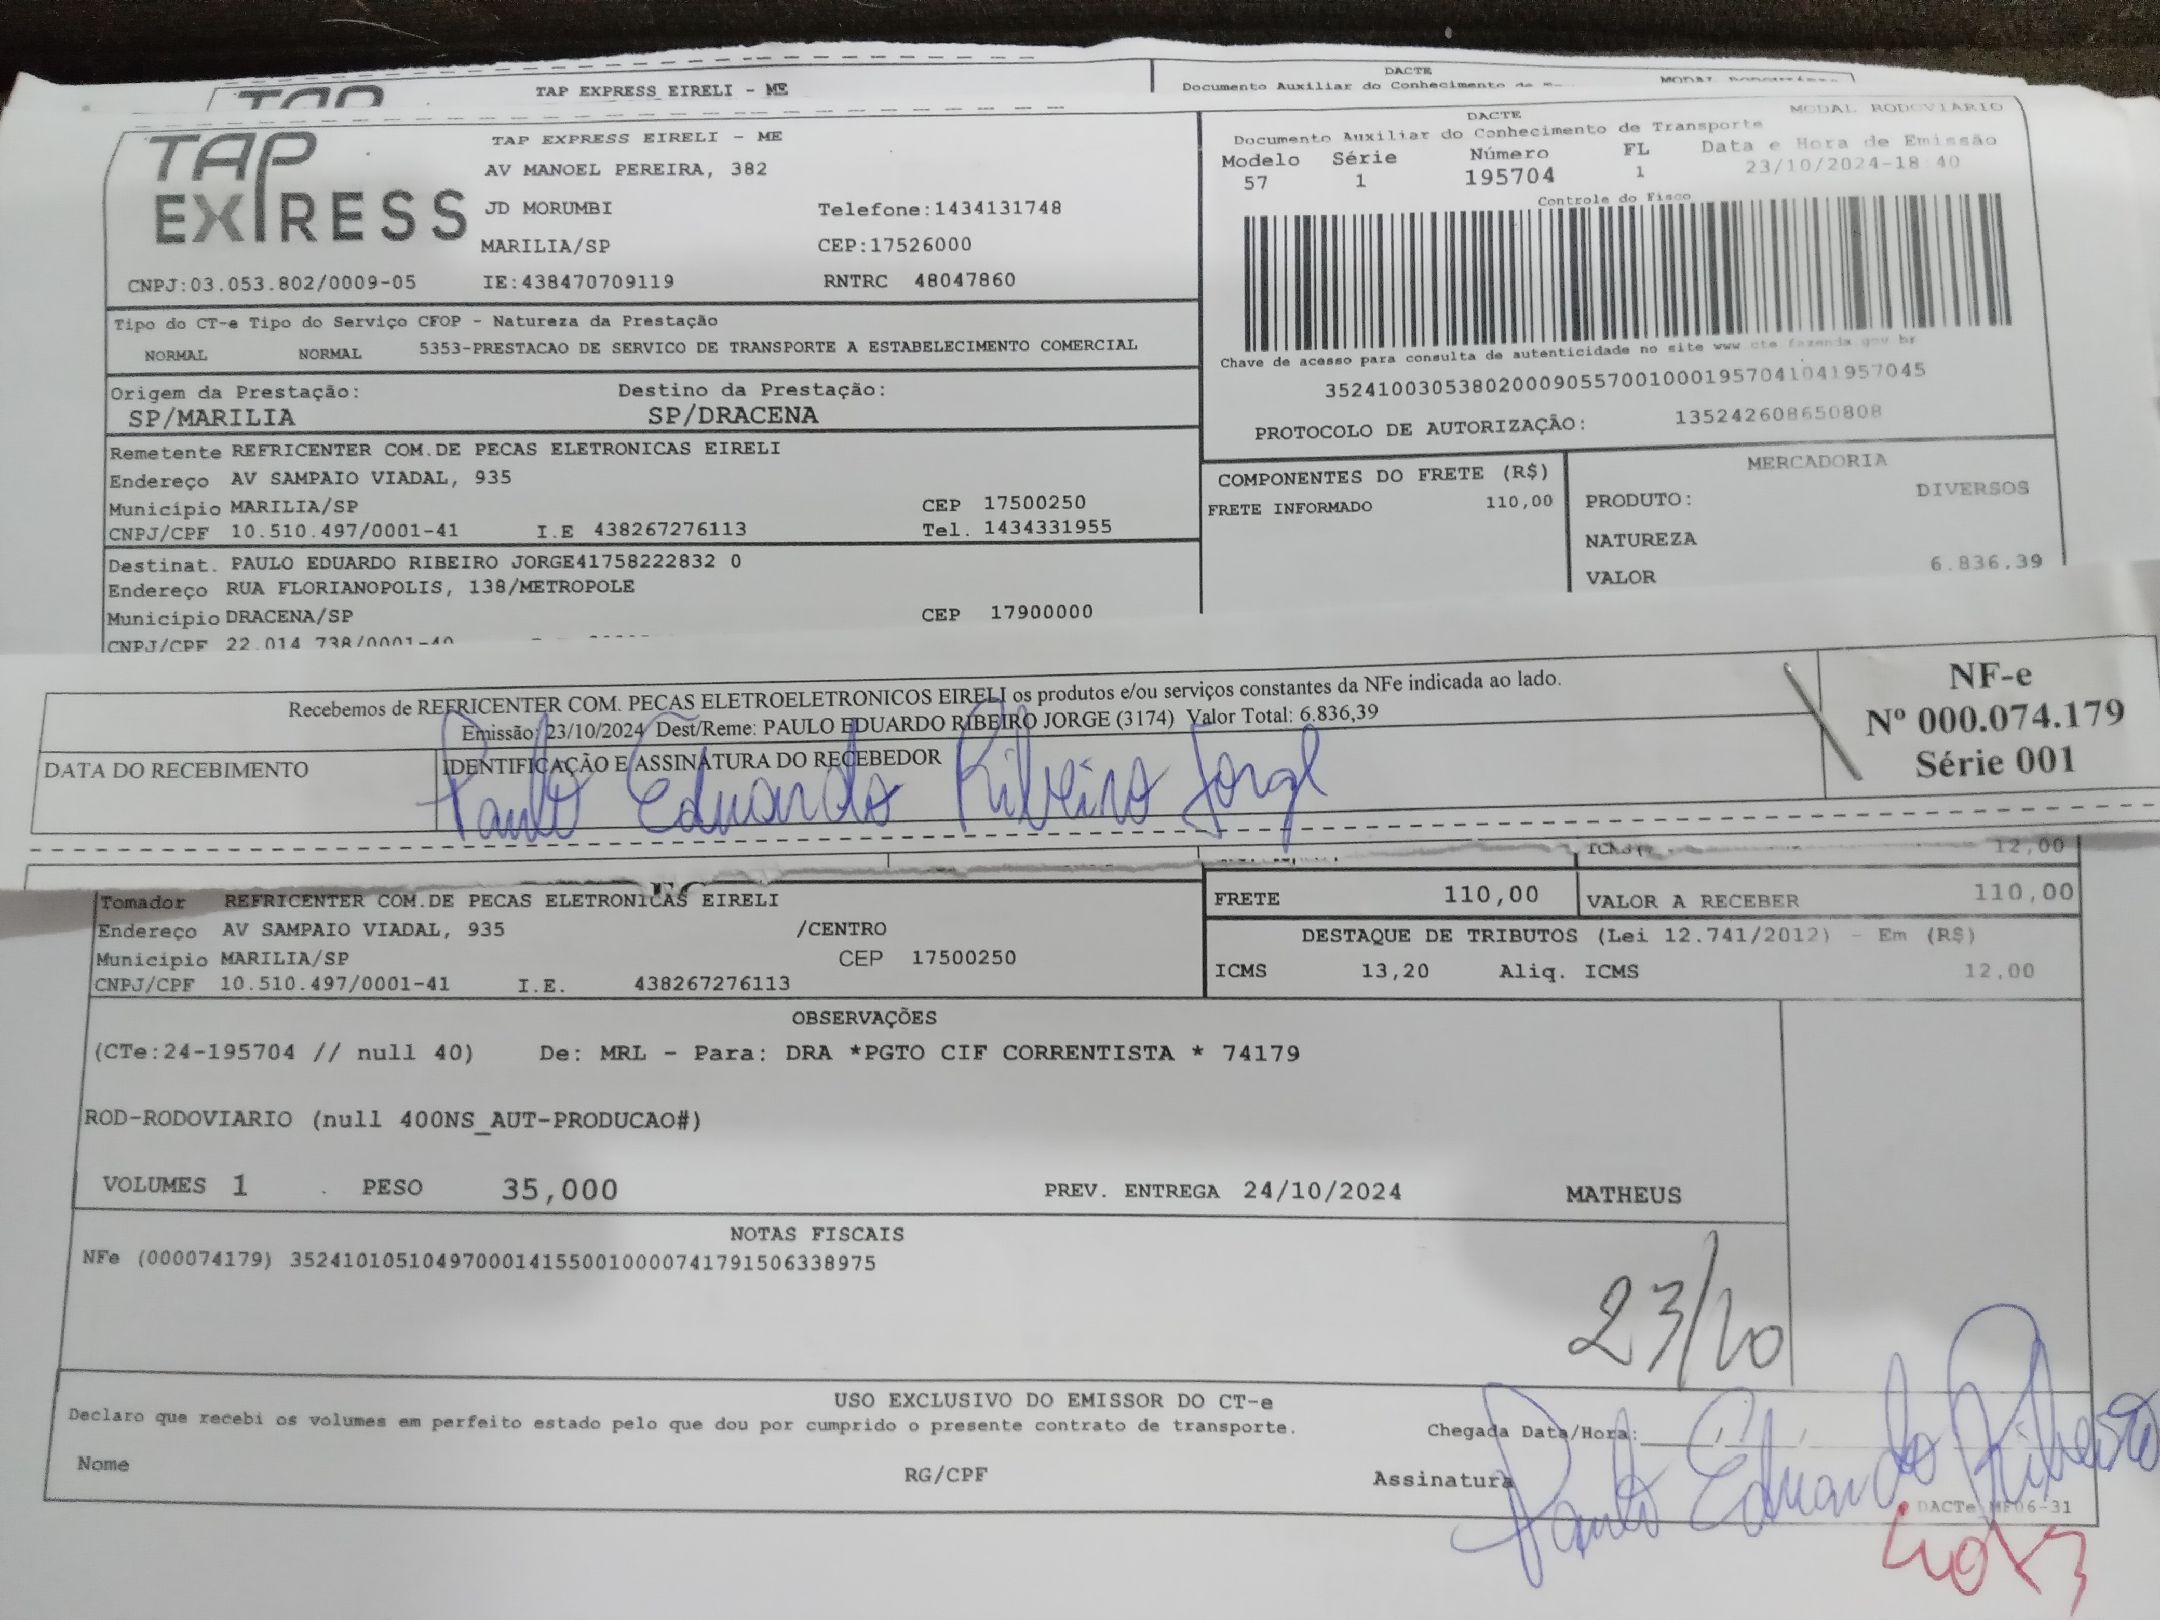 TAP EXPRESS EIRELI - ME
DACTE
Documento Auxiliar do Conhecimento de
TAP EXPRESS
TAP EXPRESS EIRELI - ME
AV MANOEL PEREIRA, 382
JD MORUMBI Telefone:1434131748
MARILIA/SP CEP:17526000
CNPJ:03.053.802/0009-05 IE:438470709119 RNTRC 48047860
DACTE MODAL RODOVIARIO
Documento Auxiliar do Conhecimento de Transporte
Modelo Série Número FL Data e Hora de Emissão
57 1 195704 1 23/10/2024-18:40
Controle do Fisco
Chave de acesso para consulta de autenticidade no site www.cte.fazenda.gov.br
35241003053802000905570010001957041041957045
PROTOCOLO DE AUTORIZAÇÃO: 135242608650808
Tipo do CT-e Tipo do Serviço CFOP - Natureza da Prestação
NORMAL NORMAL 5353-PRESTACAO DE SERVICO DE TRANSPORTE A ESTABELECIMENTO COMERCIAL
Origem da Prestação: Destino da Prestação:
SP/MARILIA SP/DRACENA
Remetente REFRICENTER COM.DE PECAS ELETRONICAS EIRELI
Endereço AV SAMPAIO VIADAL, 935
Município MARILIA/SP CEP 17500250
CNPJ/CPF 10.510.497/0001-41 I.E 438267276113 Tel. 1434331955
Destinat. PAULO EDUARDO RIBEIRO JORGE41758222832 0
Endereço RUA FLORIANOPOLIS, 138/METROPOLE
Município DRACENA/SP CEP 17900000
CNPJ/CPF 22.014.738/0001-40
COMPONENTES DO FRETE (R$)
FRETE INFORMADO 110,00
MERCADORIA
PRODUTO: DIVERSOS
NATUREZA
VALOR 6.836,39
Recebemos de REFRICENTER COM. PECAS ELETROELETRONICOS EIRELI os produtos e/ou serviços constantes da NFe indicada ao lado.
Emissão: 23/10/2024 Dest/Reme: PAULO EDUARDO RIBEIRO JORGE (3174) Valor Total: 6.836,39
DATA DO RECEBIMENTO IDENTIFICAÇÃO E ASSINATURA DO RECEBEDOR
Paulo Eduardo Ribeiro Jorge
NF-e
Nº 000.074.179
Série 001
12,00
Tomador REFRICENTER COM.DE PECAS ELETRONICAS EIRELI
Endereço AV SAMPAIO VIADAL, 935 /CENTRO
Municipio MARILIA/SP CEP 17500250
CNPJ/CPF 10.510.497/0001-41 I.E. 438267276113
FRETE 110,00 VALOR A RECEBER 110,00
DESTAQUE DE TRIBUTOS (Lei 12.741/2012) - Em (R$)
ICMS 13,20 Aliq. ICMS 12,00
OBSERVAÇÕES
(CTe:24-195704 // null 40) De: MRL - Para: DRA *PGTO CIF CORRENTISTA * 74179
ROD-RODOVIARIO (null 400NS_AUT-PRODUCAO#)
VOLUMES 1 PESO 35,000 PREV. ENTREGA 24/10/2024 MATHEUS
NOTAS FISCAIS
NFe (000074179) 35241010510497000141550010000741791506338975
23/10
USO EXCLUSIVO DO EMISSOR DO CT-e
Declaro que recebi os volumes em perfeito estado pelo que dou por cumprido o presente contrato de transporte.
Chegada Data/Hora:
Nome RG/CPF Assinatura
Paulo Eduardo Ribeiro
DACTe MF06-31